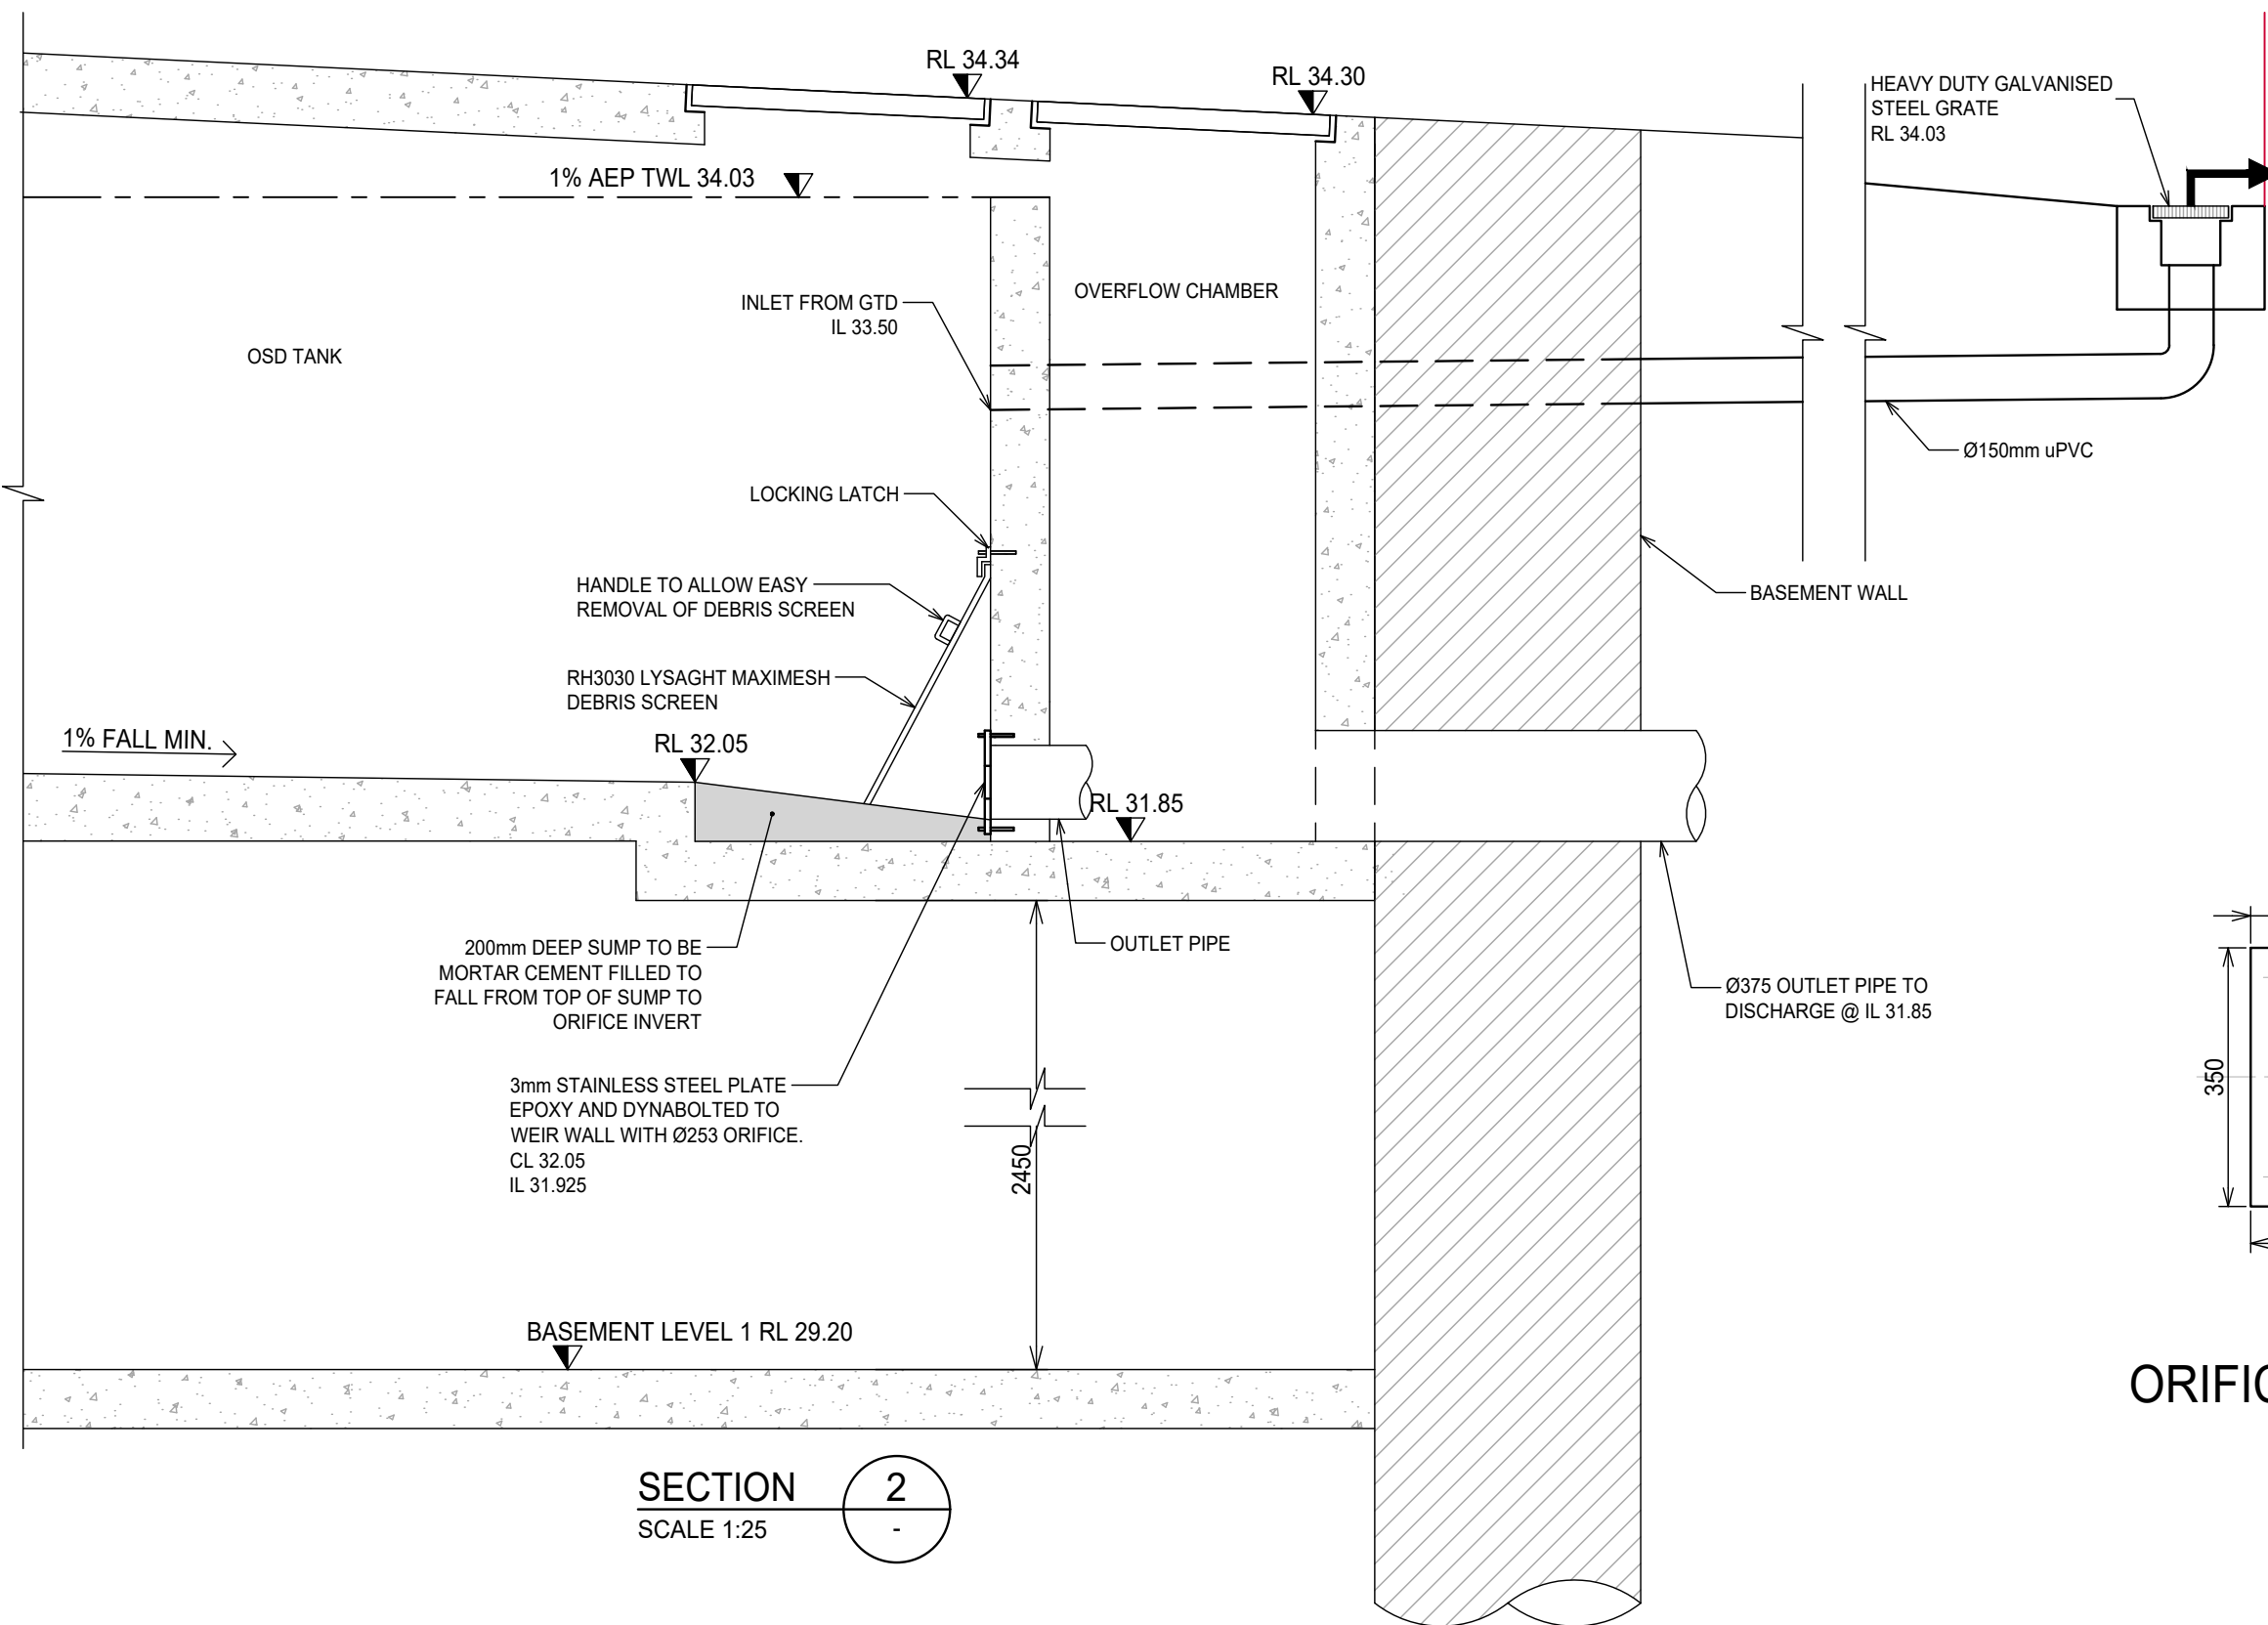 RL 34.34
RL 34.30
HEAVY DUTY GALVANISED
STEEL GRATE
RL 34.03
1% AEP TWL 34.03
INLET FROM GTD
IL 33.50
OVERFLOW CHAMBER
OSD TANK
Ø150mm uPVC
LOCKING LATCH
HANDLE TO ALLOW EASY
REMOVAL OF DEBRIS SCREEN
BASEMENT WALL
RH3030 LYSAGHT MAXIMESH
DEBRIS SCREEN
1% FALL MIN.
RL 32.05
RL 31.85
200mm DEEP SUMP TO BE
MORTAR CEMENT FILLED TO
FALL FROM TOP OF SUMP TO
ORIFICE INVERT
OUTLET PIPE
Ø375 OUTLET PIPE TO
DISCHARGE @ IL 31.85
350
3mm STAINLESS STEEL PLATE
EPOXY AND DYNABOLTED TO
WEIR WALL WITH Ø253 ORIFICE.
CL 32.05
IL 31.925
2450
BASEMENT LEVEL 1 RL 29.20
SECTION
2
SCALE 1:25
-